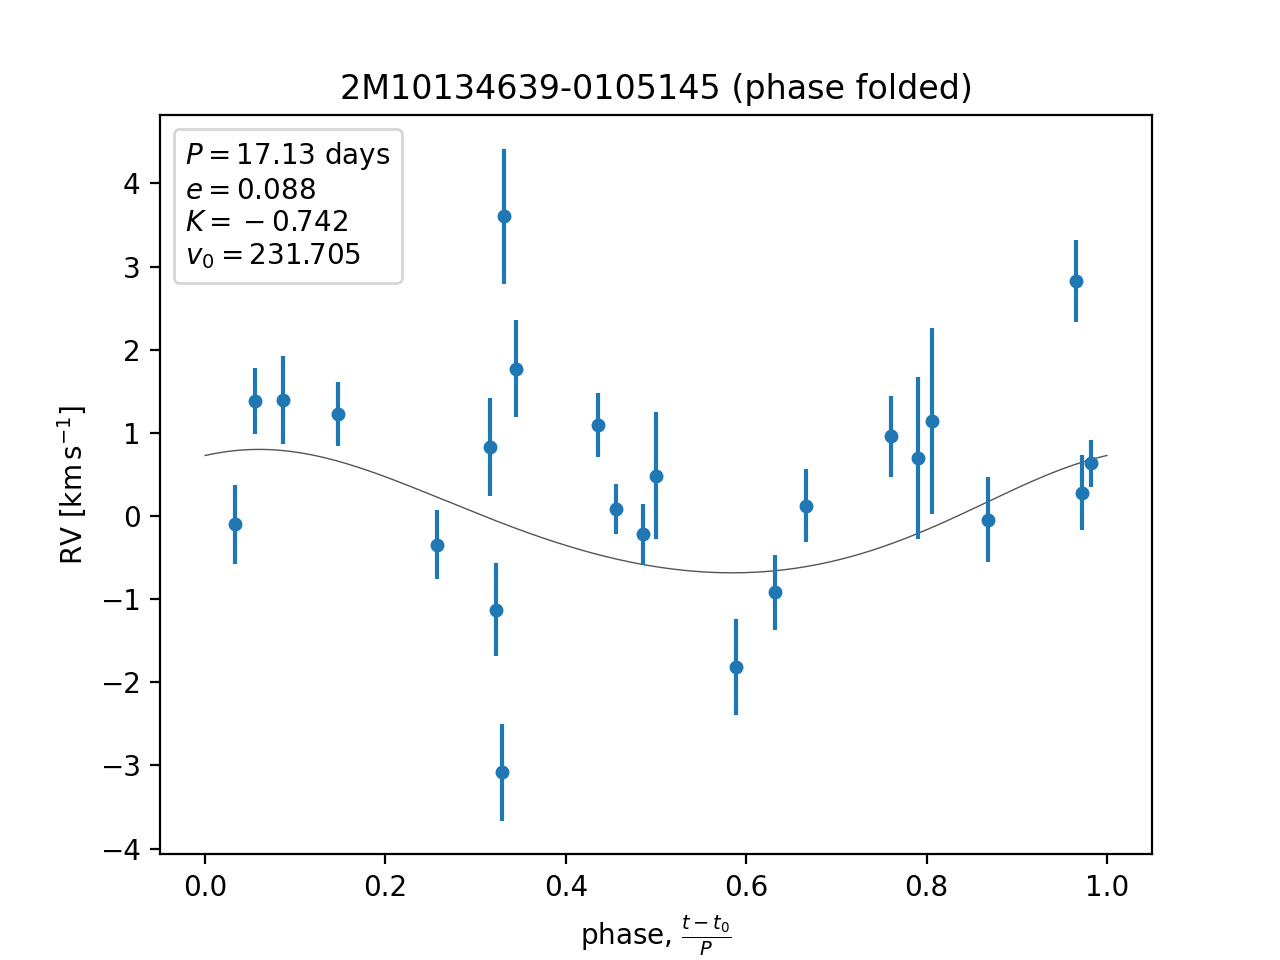 2M10134639-0105145 (phase folded)
P = 17.13 days
e = 0.088
K = −0.742
v₀ = 231.705
4
3
2
1
0
−1
−2
−3
−4
RV [km s⁻¹]
0.0 0.2 0.4 0.6 0.8 1.0
phase, (t − t₀)/P